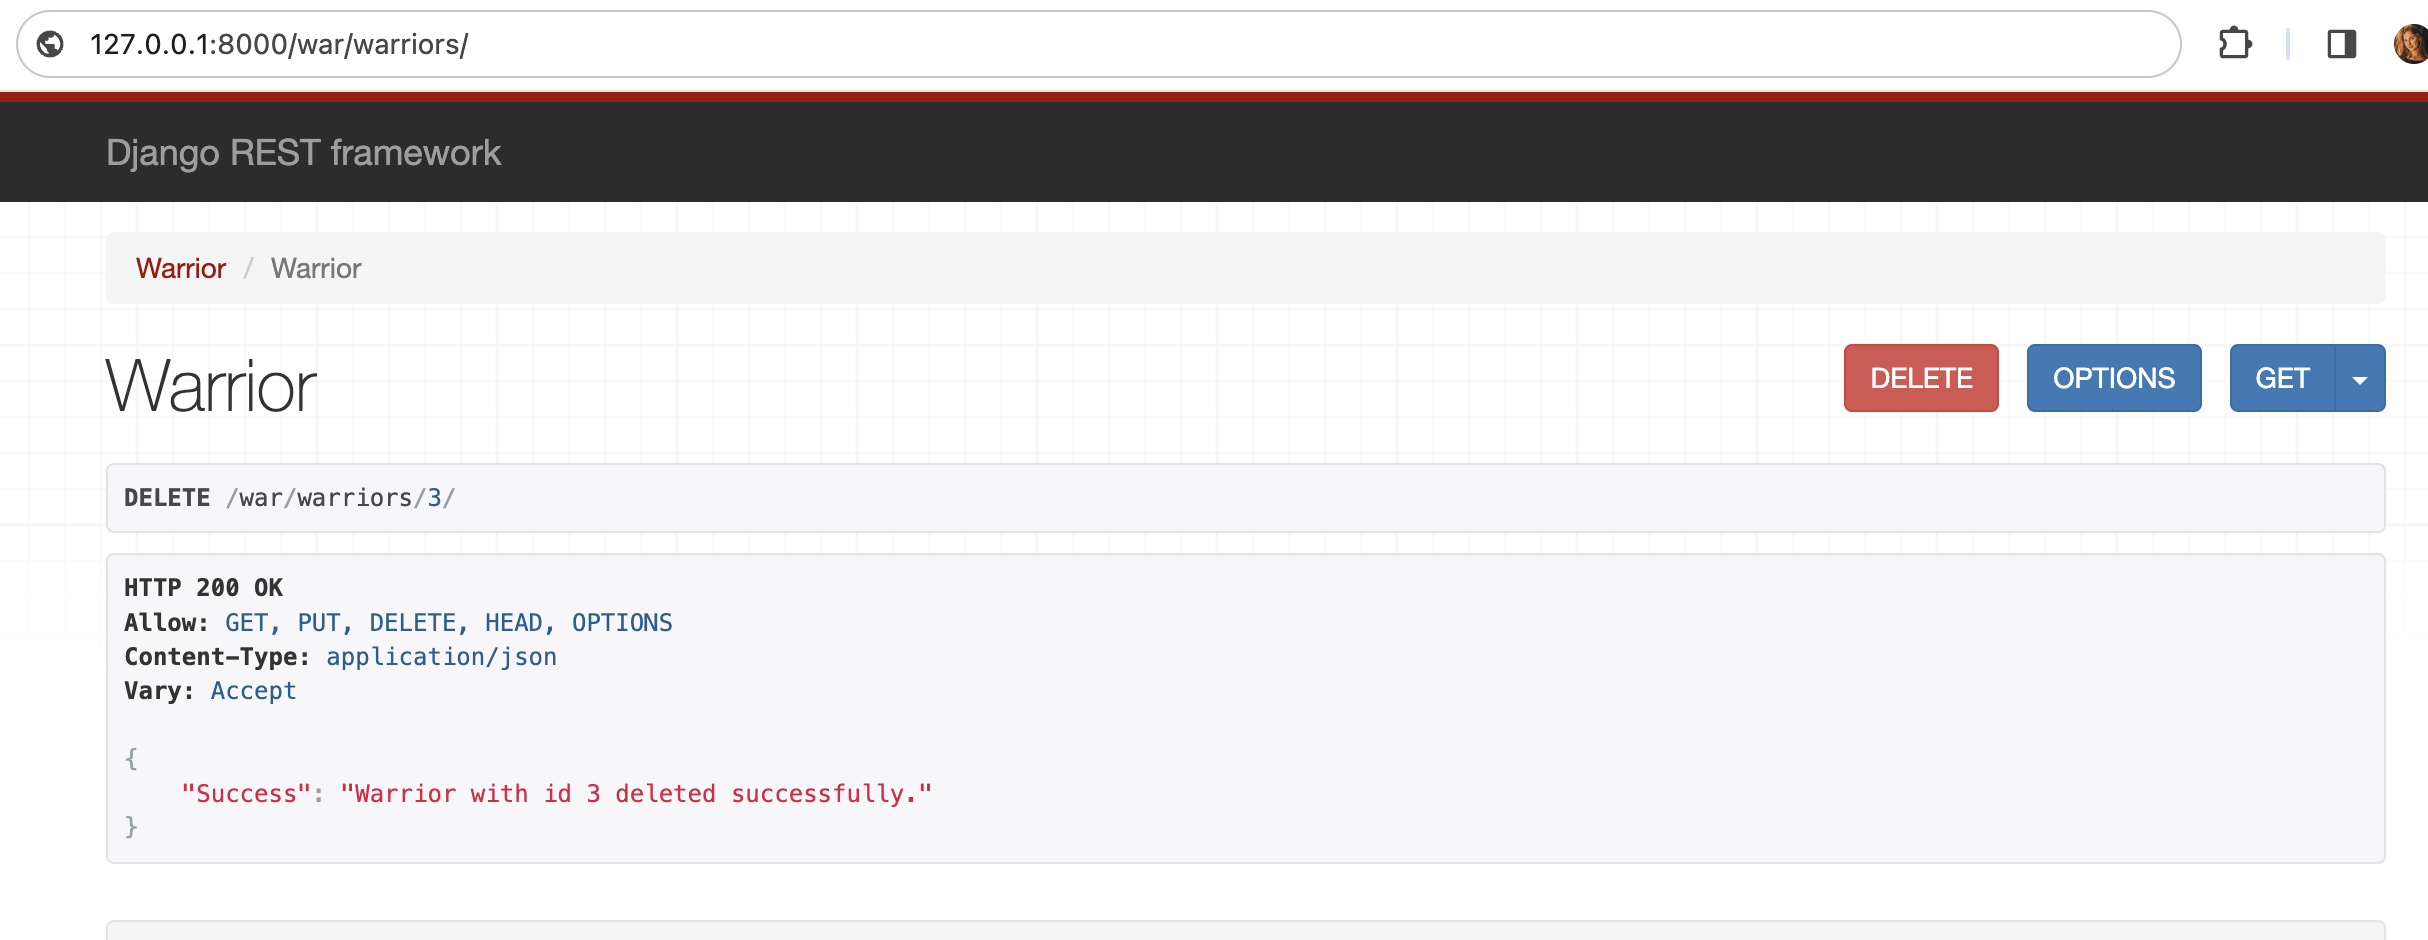 127.0.0.1:8000/war/warriors/
Django REST framework
Warrior / Warrior
Warrior
DELETE OPTIONS GET
DELETE /war/warriors/3/
HTTP 200 OK
Allow: GET, PUT, DELETE, HEAD, OPTIONS
Content-Type: application/json
Vary: Accept
{
"Success": "Warrior with id 3 deleted successfully."
}